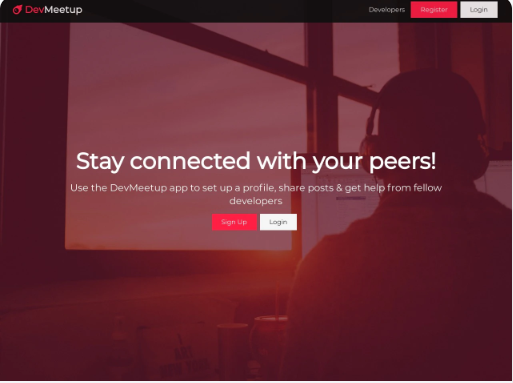 DevMeetup
Developers
Register
Login
Stay connected with your peers!
Use the DevMeetup app to set up a profile, share posts & get help from fellow
developers
Sign Up
Login